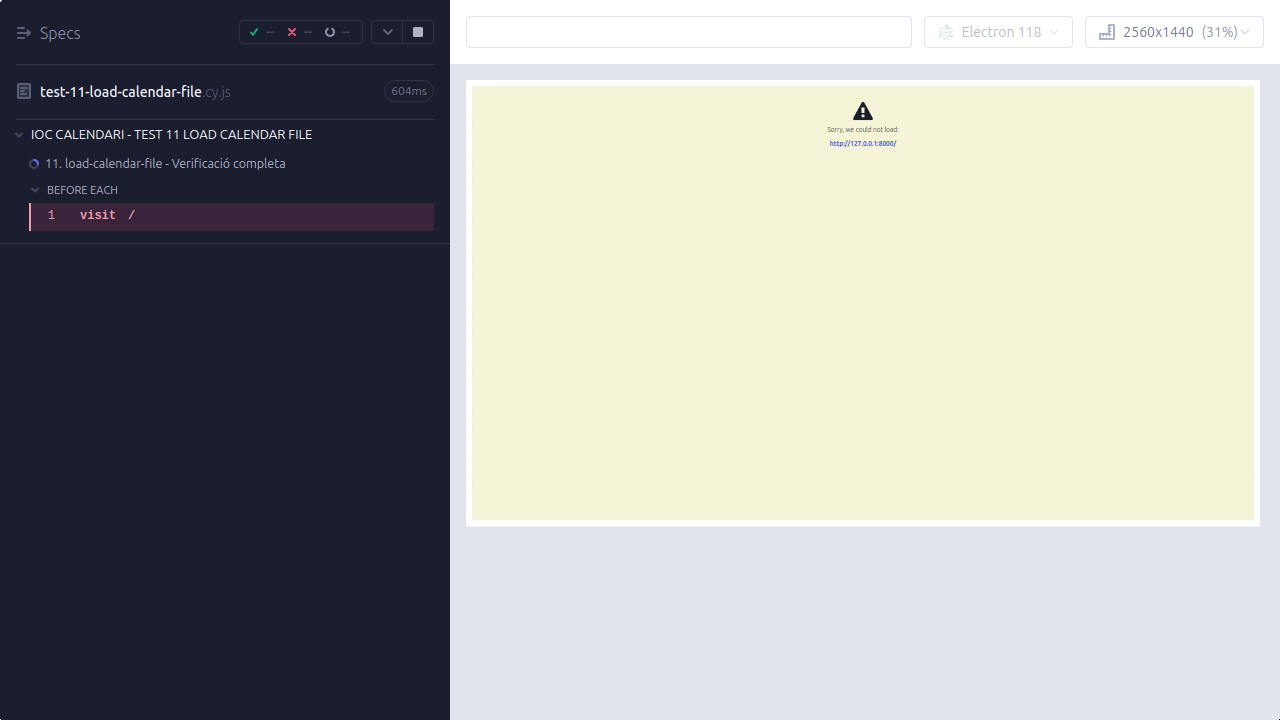 Specs
--
--
--
test-11-load-calendar-file.cy.js
604ms
IOC CALENDARI - TEST 11 LOAD CALENDAR FILE
11. load-calendar-file - Verificació completa
BEFORE EACH
1 visit /
Electron 118
2560x1440 (31%)
Sorry, we could not load:
http://127.0.0.1:8000/